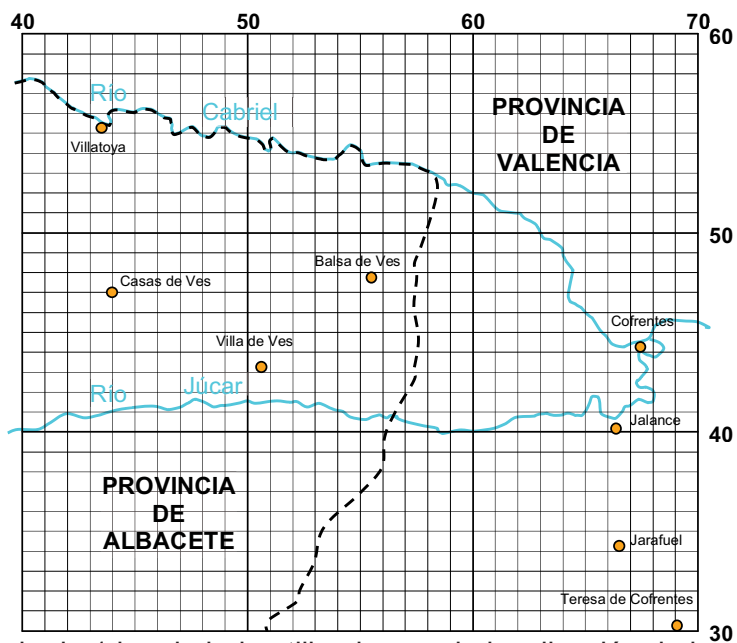 40 50 60 70
60
Río
Cabriel
PROVINCIA
DE
VALENCIA
Villatoya
50
Balsa de Ves
Casas de Ves
Cofrentes
Villa de Ves
Río Júcar
Jalance
40
PROVINCIA
DE
ALBACETE
Jarafuel
Teresa de Cofrentes
30